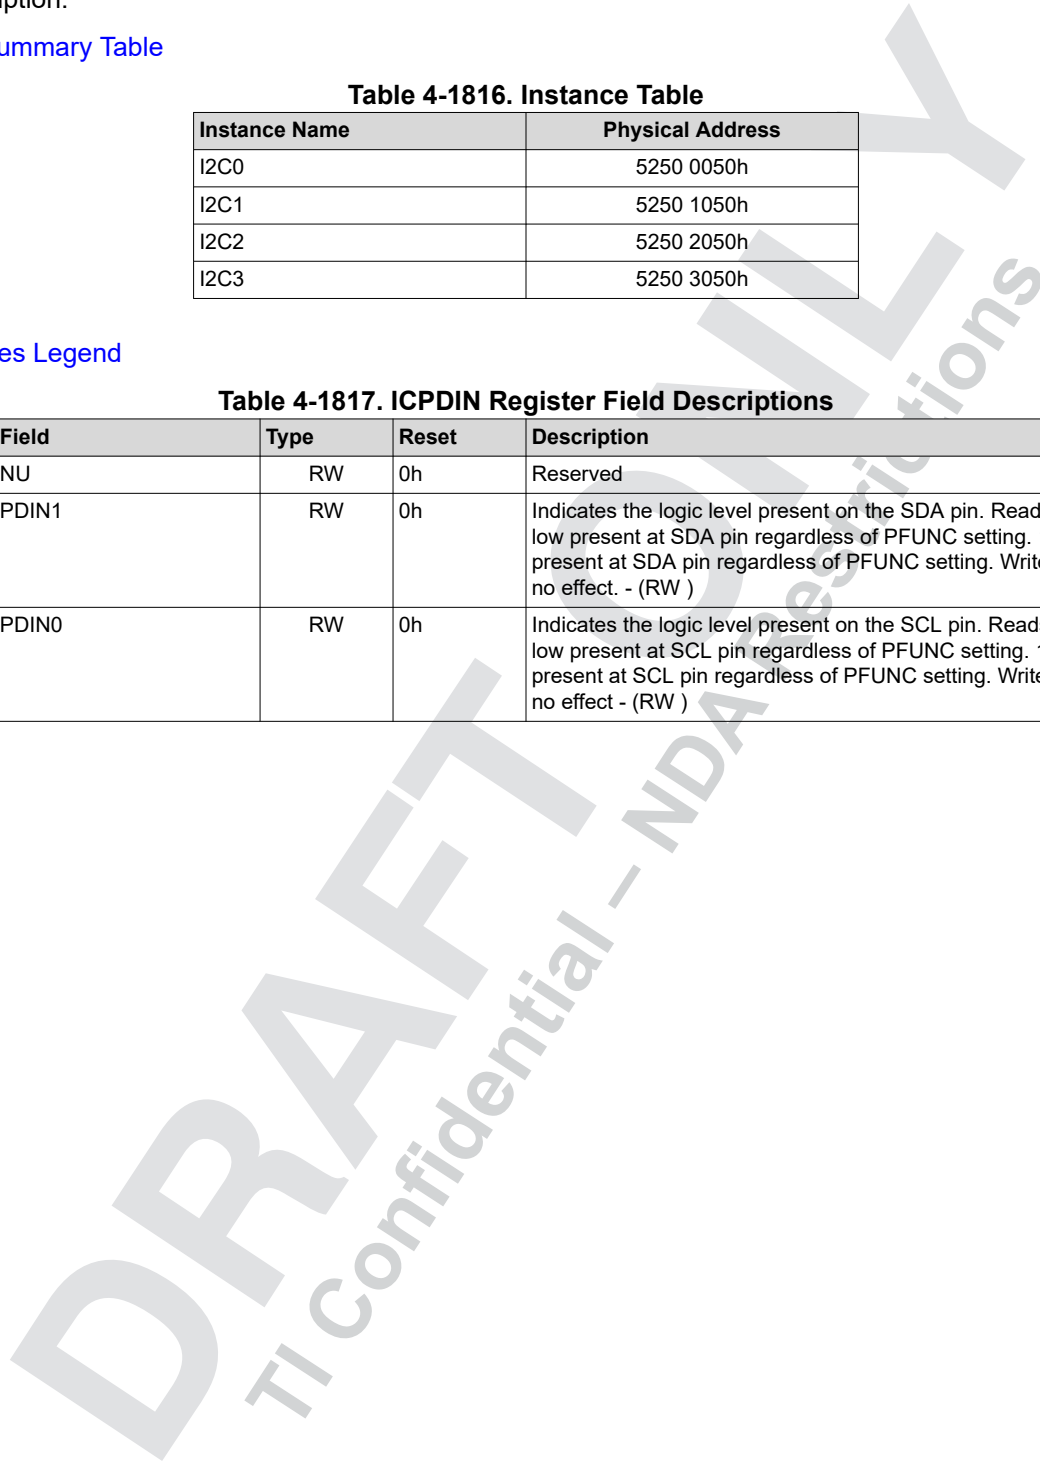 ummary Table
Table 4-1816. Instance Table
Instance Name Physical Address
I2C0 5250 0050h
I2C1 5250 1050h
I2C2 5250 2050h
I2C3 5250 3050h
es Legend
Table 4-1817. ICPDIN Register Field Descriptions
Field Type Reset Description
NU RW 0h Reserved
PDIN1 RW 0h Indicates the logic level present on the SDA pin. Read
low present at SDA pin regardless of PFUNC setting.
present at SDA pin regardless of PFUNC setting. Write
no effect. - (RW )
PDIN0 RW 0h Indicates the logic level present on the SCL pin. Read
low present at SCL pin regardless of PFUNC setting.
present at SCL pin regardless of PFUNC setting. Write
no effect - (RW )
DRAFT ONLY
TI Confidential – NDA Restrictions